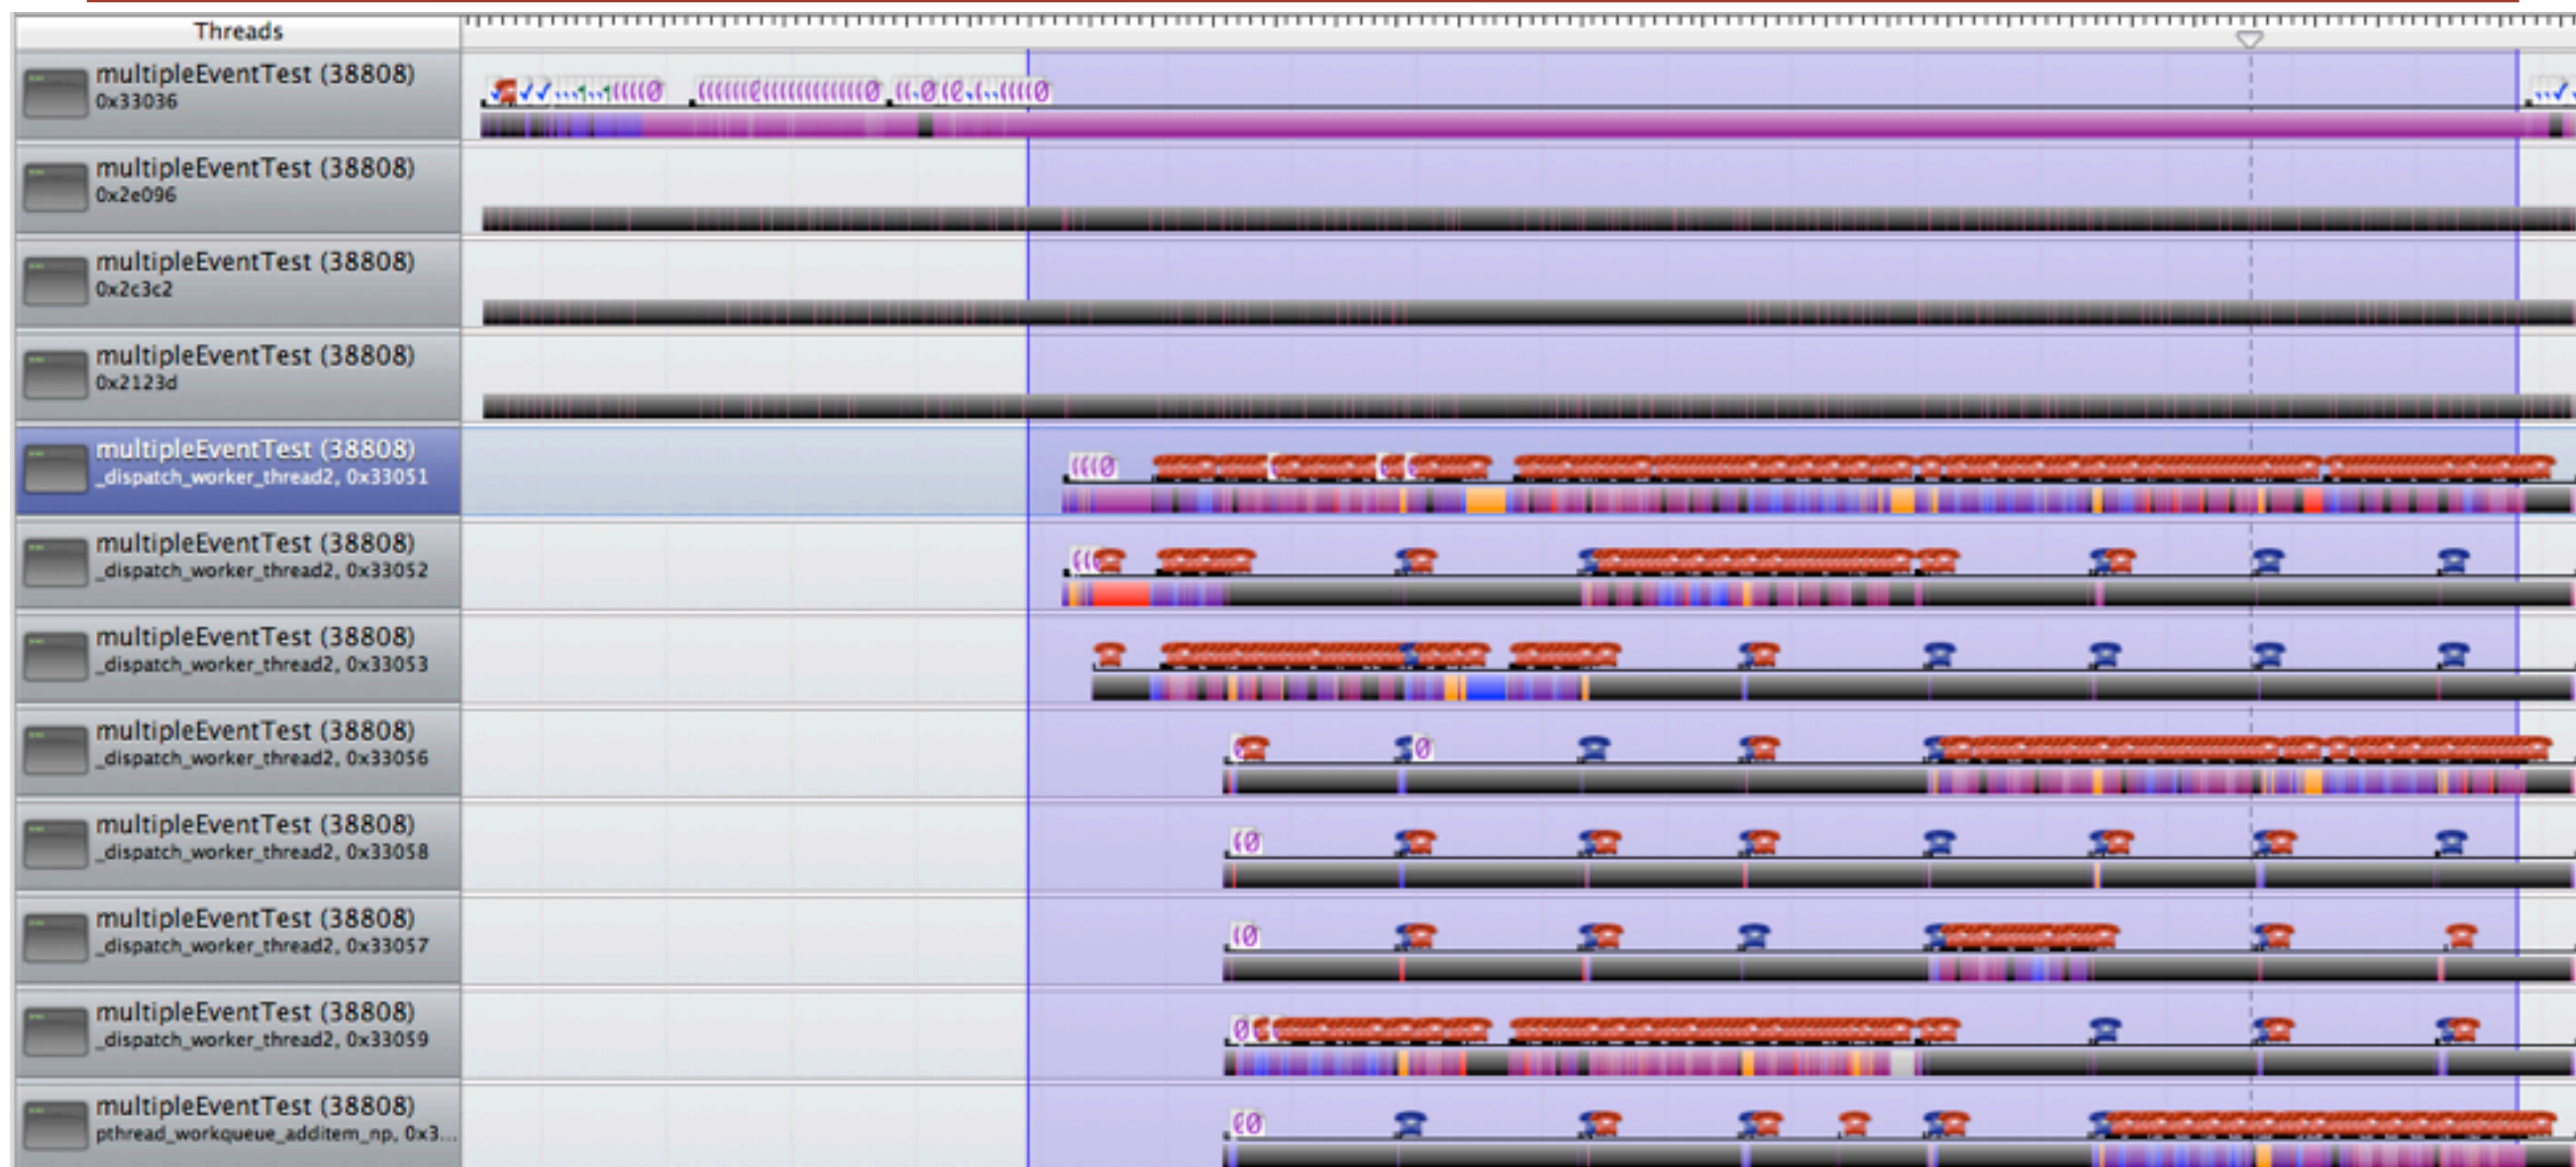 Threads
multipleEventTest (38808)
0x33036
multipleEventTest (38808)
0x2e096
multipleEventTest (38808)
0x2c3c2
multipleEventTest (38808)
0x2123d
multipleEventTest (38808)
_dispatch_worker_thread2, 0x33051
multipleEventTest (38808)
_dispatch_worker_thread2, 0x33052
multipleEventTest (38808)
_dispatch_worker_thread2, 0x33053
multipleEventTest (38808)
_dispatch_worker_thread2, 0x33056
multipleEventTest (38808)
_dispatch_worker_thread2, 0x33058
multipleEventTest (38808)
_dispatch_worker_thread2, 0x33057
multipleEventTest (38808)
_dispatch_worker_thread2, 0x33059
multipleEventTest (38808)
pthread_workqueue_additem_np, 0x3...